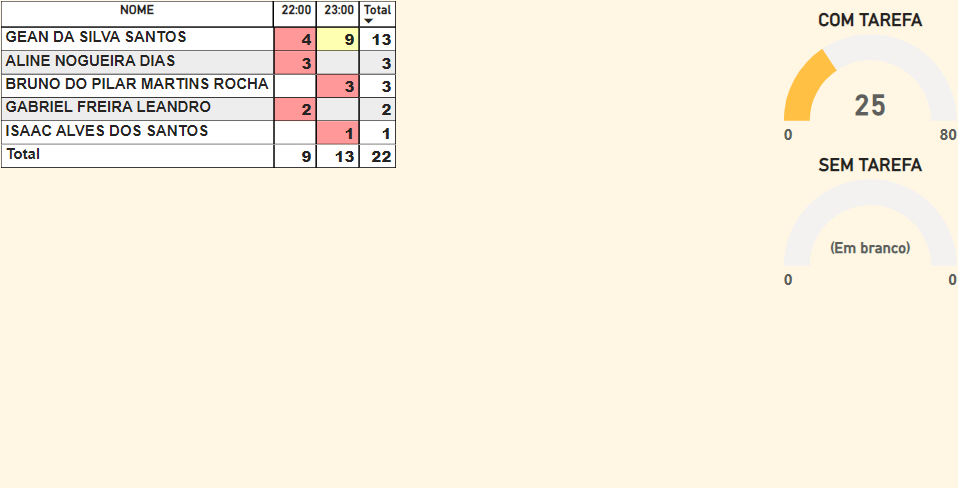 NOME 22:00 23:00 Total
GEAN DA SILVA SANTOS 4 9 13
ALINE NOGUEIRA DIAS 3 3
BRUNO DO PILAR MARTINS ROCHA 3 3
GABRIEL FREIRA LEANDRO 2 2
ISAAC ALVES DOS SANTOS 1 1
Total 9 13 22
COM TAREFA
25
0 80
SEM TAREFA
(Em branco)
0 0